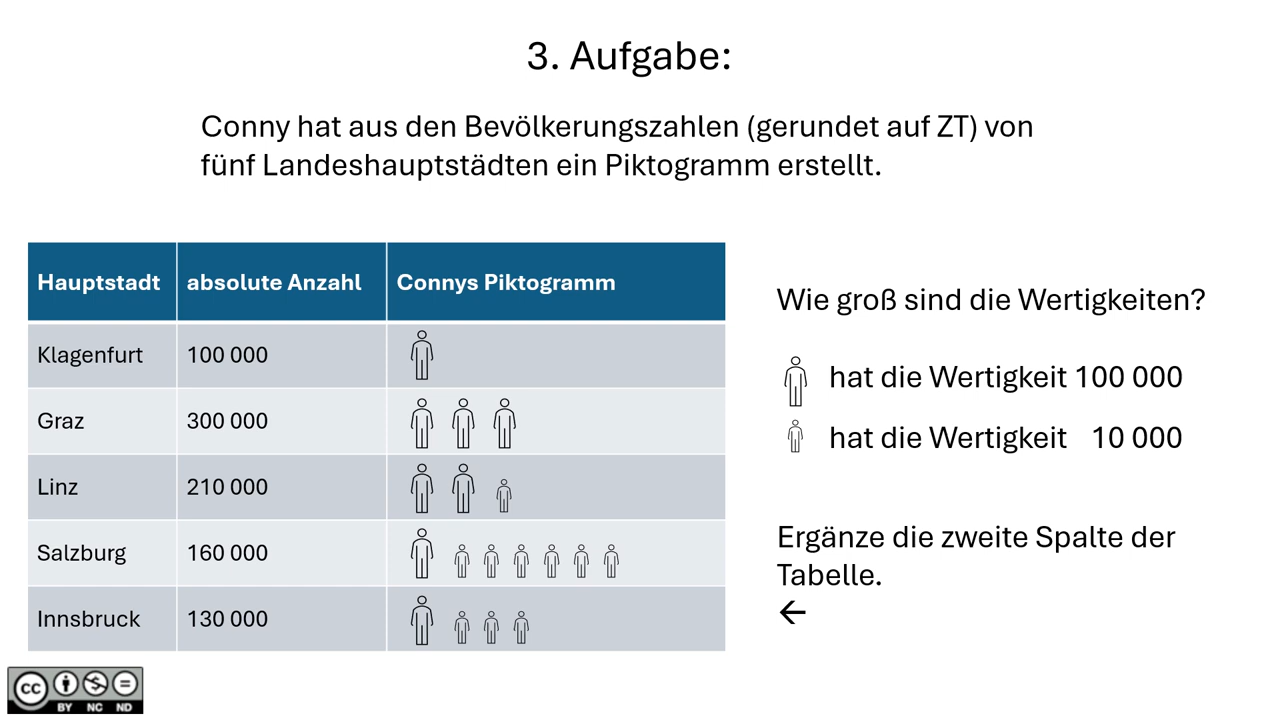 3. Aufgabe:
Conny hat aus den Bevölkerungszahlen (gerundet auf ZT) von
fünf Landeshauptstädten ein Piktogramm erstellt.
Hauptstadt absolute Anzahl Connys Piktogramm
Klagenfurt 100 000
Graz 300 000
Linz 210 000
Salzburg 160 000
Innsbruck 130 000
Wie groß sind die Wertigkeiten?
hat die Wertigkeit 100 000
hat die Wertigkeit 10 000
Ergänze die zweite Spalte der
Tabelle.
←
cc BY NC ND